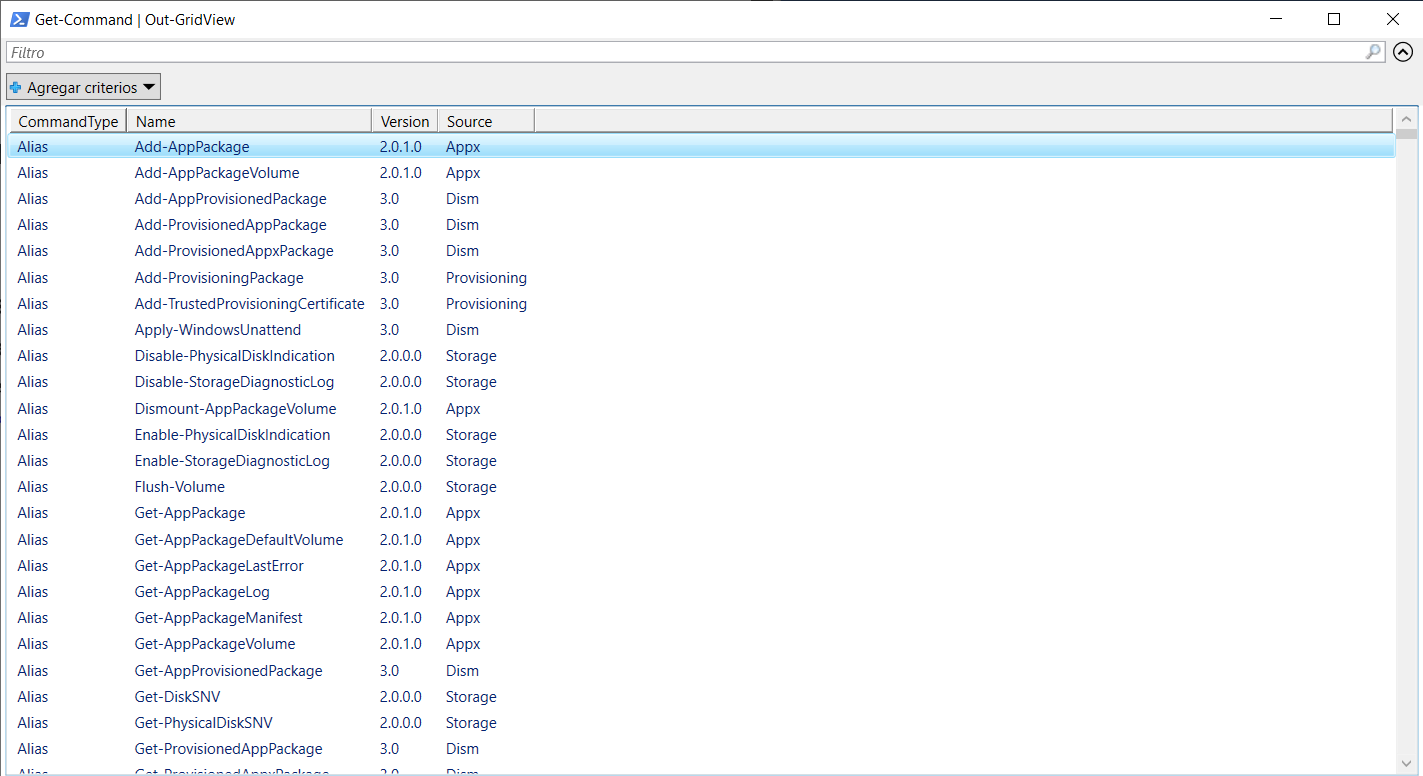 Get-Command | Out-GridView
Filtro
Agregar criterios
CommandType Name Version Source
Alias Add-AppPackage 2.0.1.0 Appx
Alias Add-AppPackageVolume 2.0.1.0 Appx
Alias Add-AppProvisionedPackage 3.0 Dism
Alias Add-ProvisionedAppPackage 3.0 Dism
Alias Add-ProvisionedAppxPackage 3.0 Dism
Alias Add-ProvisioningPackage 3.0 Provisioning
Alias Add-TrustedProvisioningCertificate 3.0 Provisioning
Alias Apply-WindowsUnattend 3.0 Dism
Alias Disable-PhysicalDiskIndication 2.0.0.0 Storage
Alias Disable-StorageDiagnosticLog 2.0.0.0 Storage
Alias Dismount-AppPackageVolume 2.0.1.0 Appx
Alias Enable-PhysicalDiskIndication 2.0.0.0 Storage
Alias Enable-StorageDiagnosticLog 2.0.0.0 Storage
Alias Flush-Volume 2.0.0.0 Storage
Alias Get-AppPackage 2.0.1.0 Appx
Alias Get-AppPackageDefaultVolume 2.0.1.0 Appx
Alias Get-AppPackageLastError 2.0.1.0 Appx
Alias Get-AppPackageLog 2.0.1.0 Appx
Alias Get-AppPackageManifest 2.0.1.0 Appx
Alias Get-AppPackageVolume 2.0.1.0 Appx
Alias Get-AppProvisionedPackage 3.0 Dism
Alias Get-DiskSNV 2.0.0.0 Storage
Alias Get-PhysicalDiskSNV 2.0.0.0 Storage
Alias Get-ProvisionedAppPackage 3.0 Dism
Alias Get-ProvisionedAppxPackage 3.0 Dism